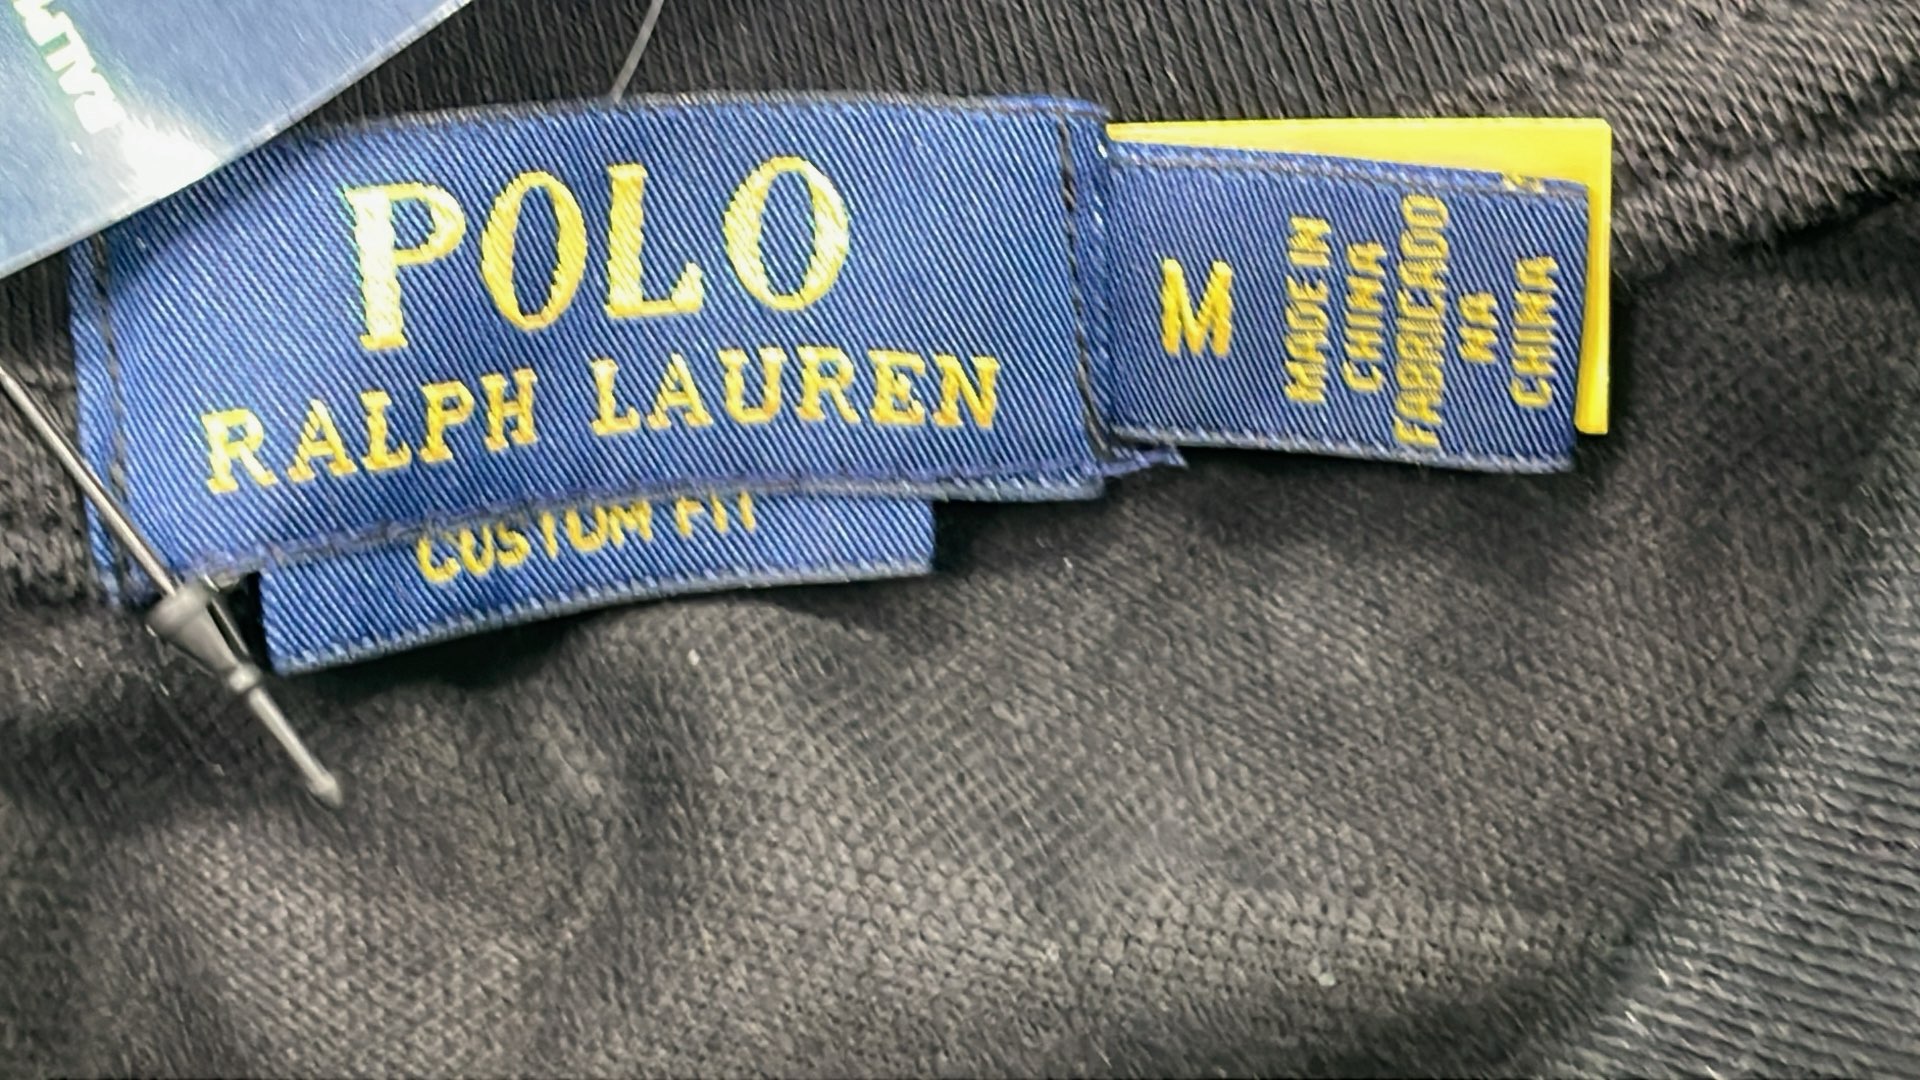 POLO
RALPH LAUREN
CUSTOM FIT
M
MADE IN
CHINA
FABRICADO
NA
CHINA